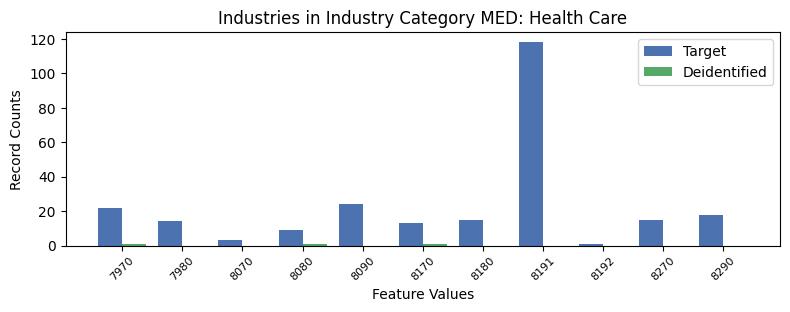 Industries in Industry Category MED: Health Care
Target
Deidentified
Record Counts
120
100
80
60
40
20
0
7970 7980 8070 8080 8090 8170 8180 8191 8192 8270 8290
Feature Values